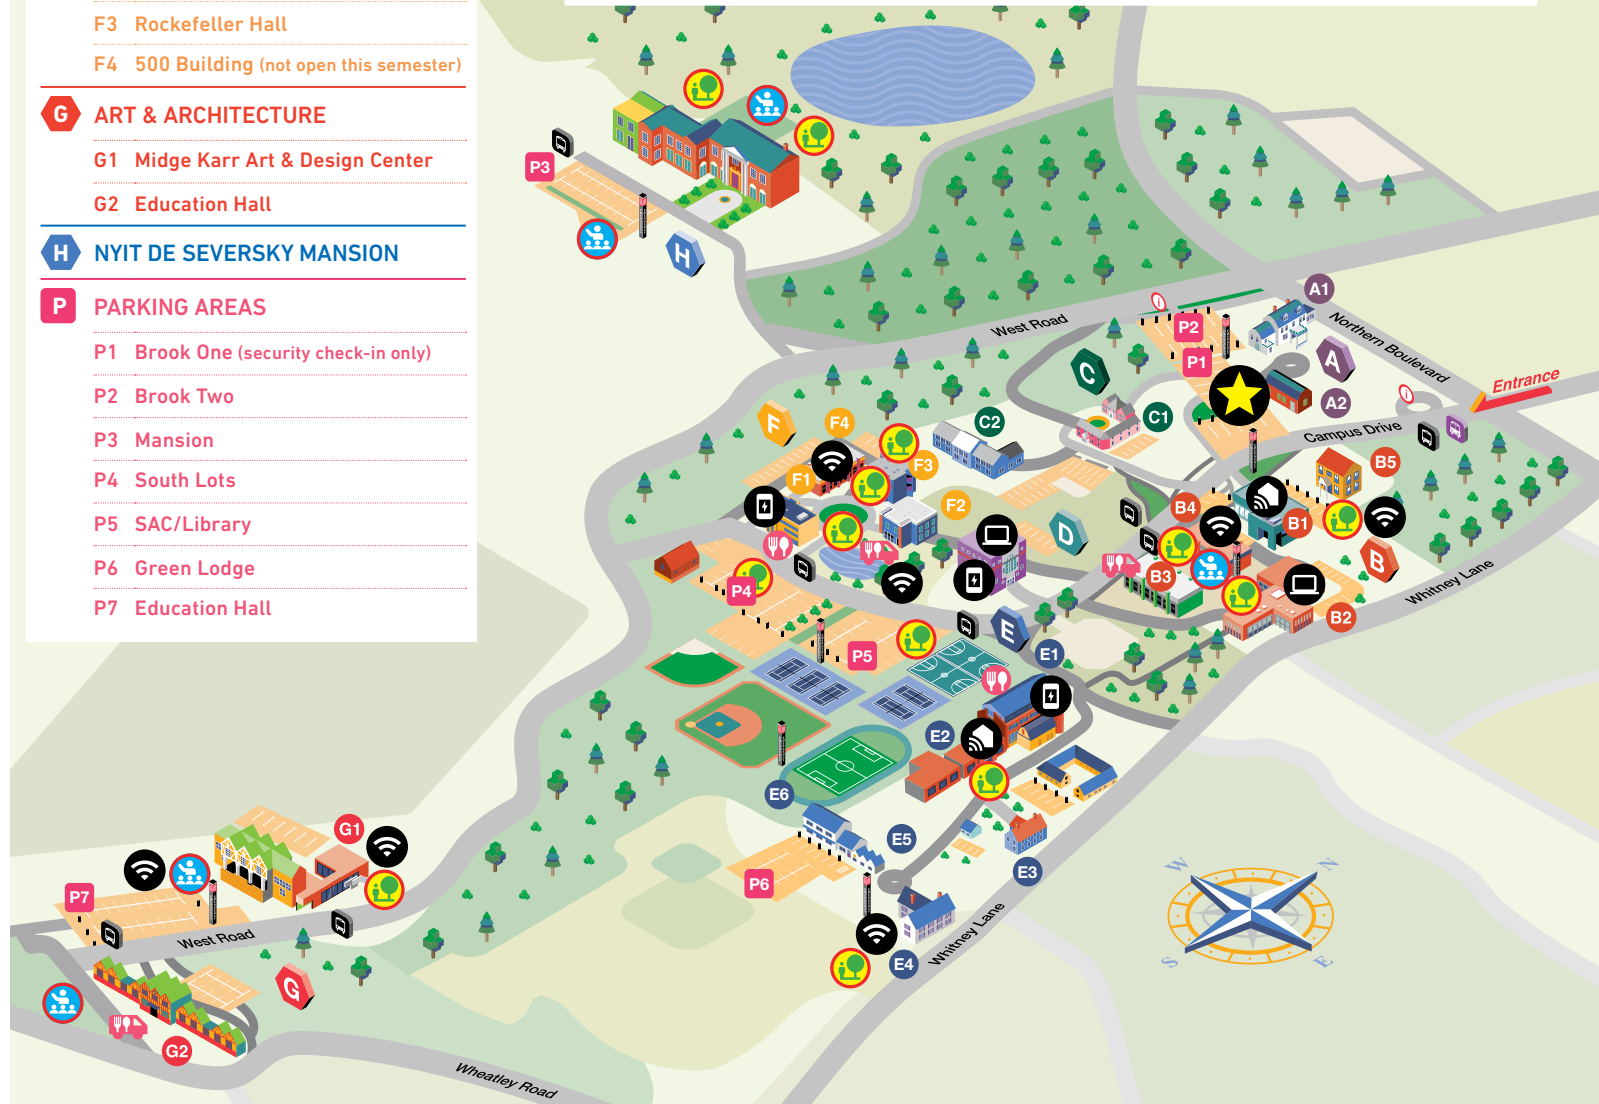 F3 Rockefeller Hall
F4 500 Building (not open this semester)
G ART & ARCHITECTURE
G1 Midge Karr Art & Design Center
G2 Education Hall
H NYIT DE SEVERSKY MANSION
P PARKING AREAS
P1 Brook One (security check-in only)
P2 Brook Two
P3 Mansion
P4 South Lots
P5 SAC/Library
P6 Green Lodge
P7 Education Hall
P3
H
A1
i
West Road
P2
Northern Boulevard
P1
A
C
Entrance
i
A2
F
F4
C2
C1
Campus Drive
F3
B5
F1
F2
B4
B1
D
B
B3
P4
Whitney Lane
B2
E
P5
E1
E2
E6
G1
E5
E3
P6
P7
West Road
Whitney Lane
E4
G
G2
Wheatley Road
W
N
S
E